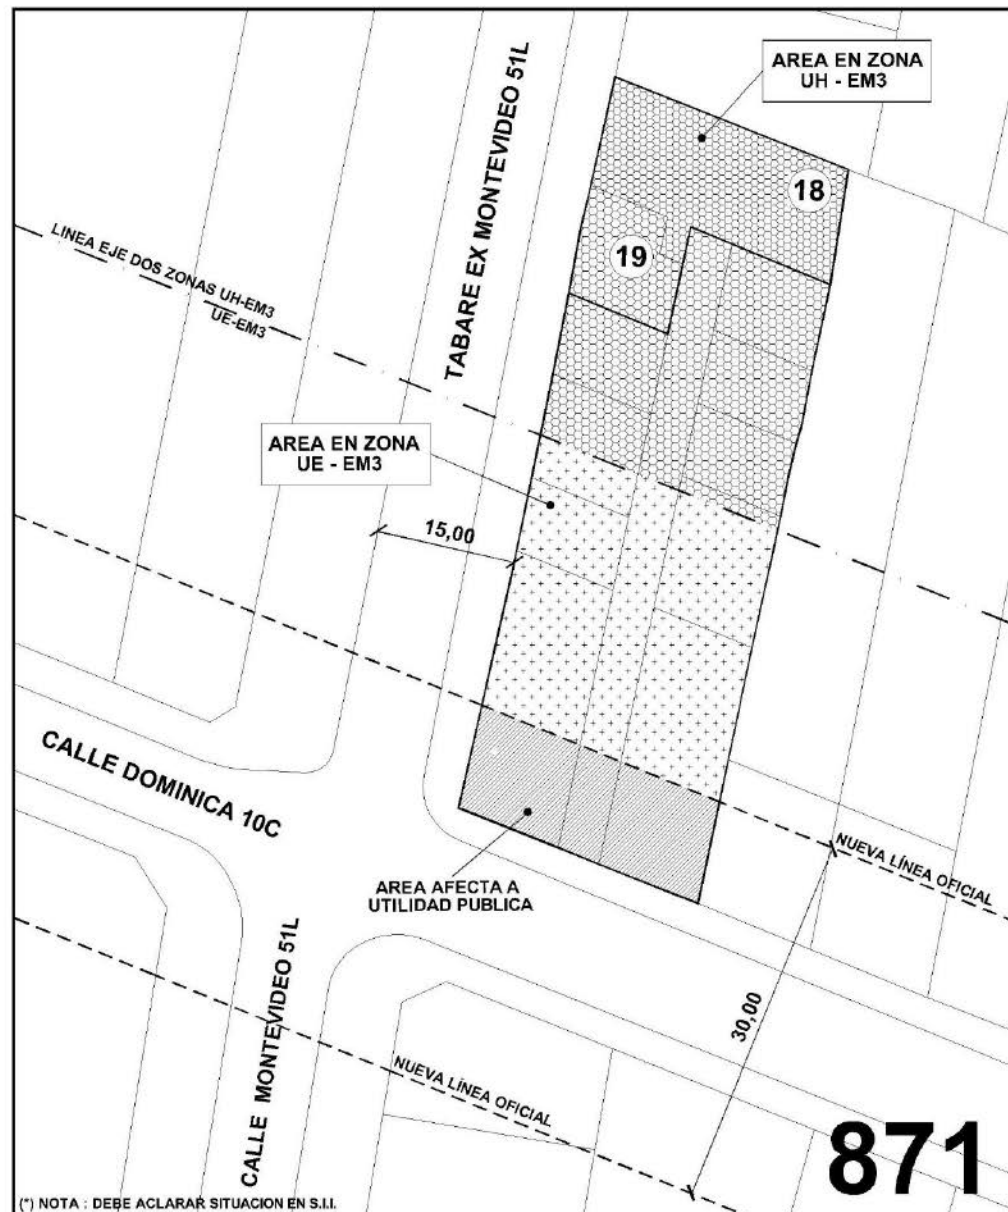 AREA EN ZONA
UH - EM3
TABARE EX MONTEVIDEO 51L
18
19
LINEA EJE DOS ZONAS UH-EM3
UE-EM3
AREA EN ZONA
UE - EM3
15,00
CALLE DOMINICA 10C
NUEVA LÍNEA OFICIAL
AREA AFECTA A
UTILIDAD PUBLICA
CALLE MONTEVIDEO 51L
30,00
NUEVA LÍNEA OFICIAL
871
(*) NOTA : DEBE ACLARAR SITUACION EN S.I.I.